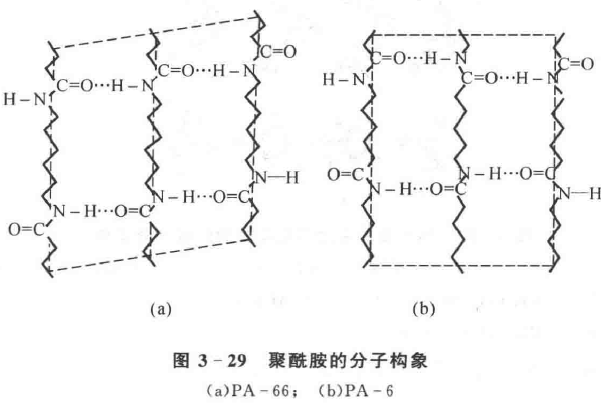 C=O
C=O···H–N
C=O···H–N
H–N
N—H
N–H···O=C
N–H···O=C
O=C
C=O···H–N
C=O
H–N
C=O···H–N
O=C
N–H···O=C
N–H···O=C
N—H
(a)
(b)
图 3-29 聚酰胺的分子构象
(a)PA-66； (b)PA-6